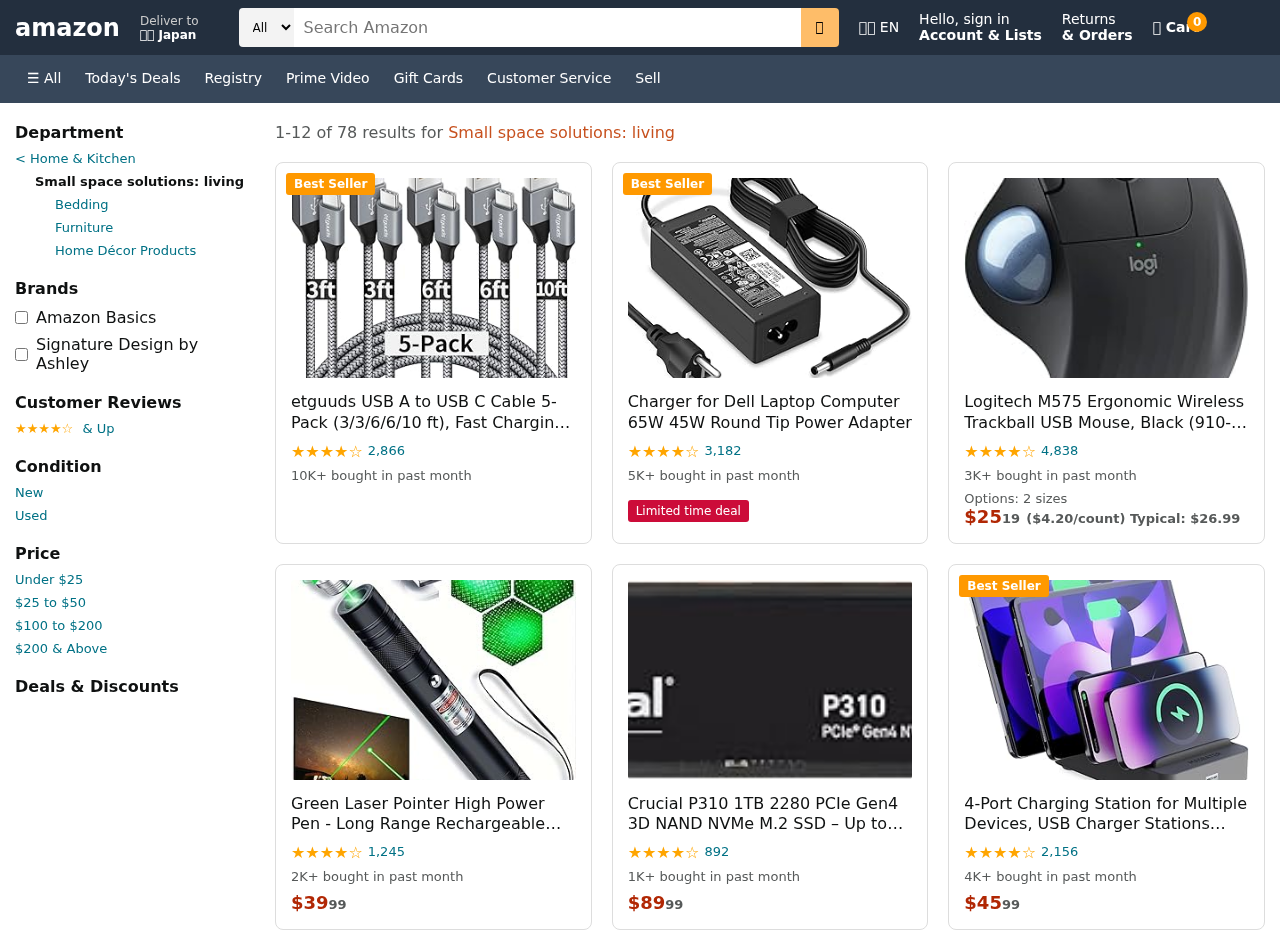 amazon
Deliver to
Japan
All
Search Amazon
EN
Hello, sign in
Account & Lists
Returns
& Orders
0
☰ All
Today's Deals
Registry
Prime Video
Gift Cards
Customer Service
Sell
Department
< Home & Kitchen
Small space solutions: living
Bedding
Furniture
Home Décor Products
Brands
Amazon Basics
Signature Design by
Ashley
Customer Reviews
★★★★☆ & Up
Condition
New
Used
Price
Under $25
$25 to $50
$100 to $200
$200 & Above
Deals & Discounts
1-12 of 78 results for Small space solutions: living
Best Seller
3ft
3ft
6ft
6ft
10ft
5-Pack
etguuds USB A to USB C Cable 5-
Pack (3/3/6/6/10 ft), Fast Chargin…
★★★★☆ 2,866
10K+ bought in past month
Best Seller
Charger for Dell Laptop Computer
65W 45W Round Tip Power Adapter
★★★★☆ 3,182
5K+ bought in past month
Limited time deal
logi
Logitech M575 Ergonomic Wireless
Trackball USB Mouse, Black (910-…
★★★★☆ 4,838
3K+ bought in past month
Options: 2 sizes
$25 19 ($4.20/count) Typical: $26.99
Green Laser Pointer High Power
Pen - Long Range Rechargeable…
★★★★☆ 1,245
2K+ bought in past month
$39 99
al
P310
PCIe® Gen4 N
Crucial P310 1TB 2280 PCIe Gen4
3D NAND NVMe M.2 SSD – Up to…
★★★★☆ 892
1K+ bought in past month
$89 99
Best Seller
4-Port Charging Station for Multiple
Devices, USB Charger Stations…
★★★★☆ 2,156
4K+ bought in past month
$45 99